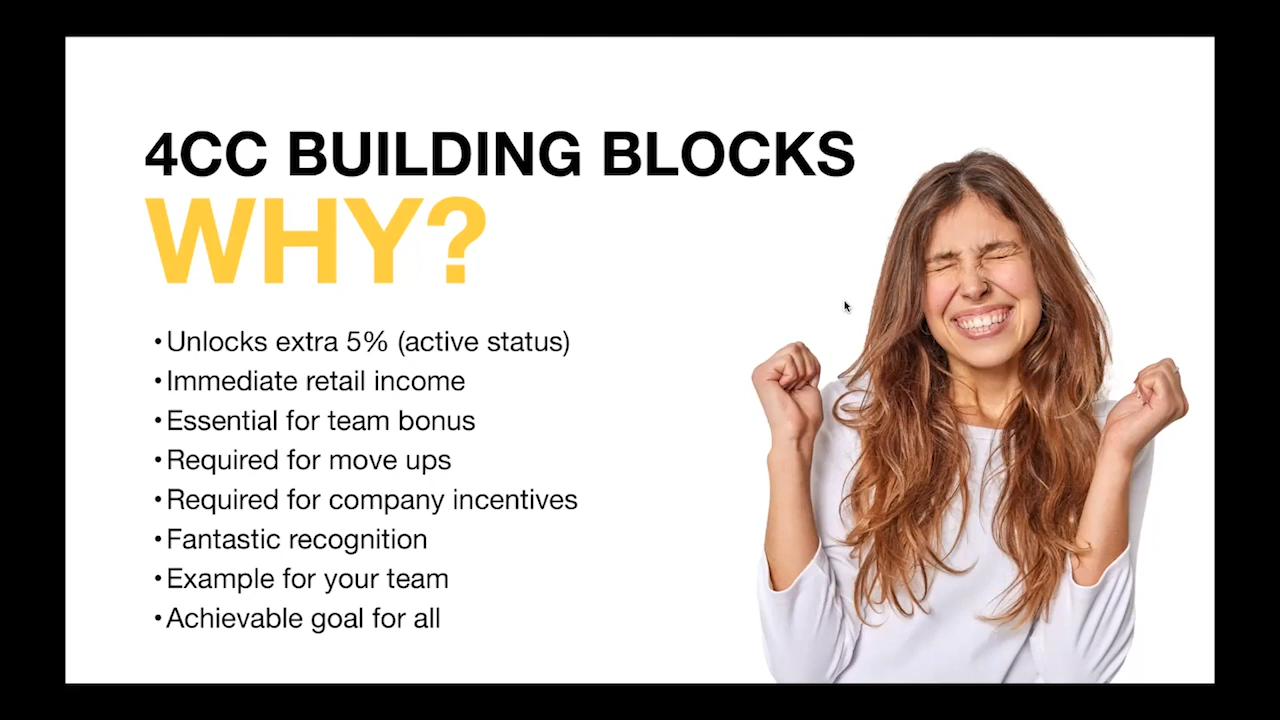 4CC BUILDING BLOCKS
WHY?
•Unlocks extra 5% (active status)
•Immediate retail income
•Essential for team bonus
•Required for move ups
•Required for company incentives
•Fantastic recognition
•Example for your team
•Achievable goal for all